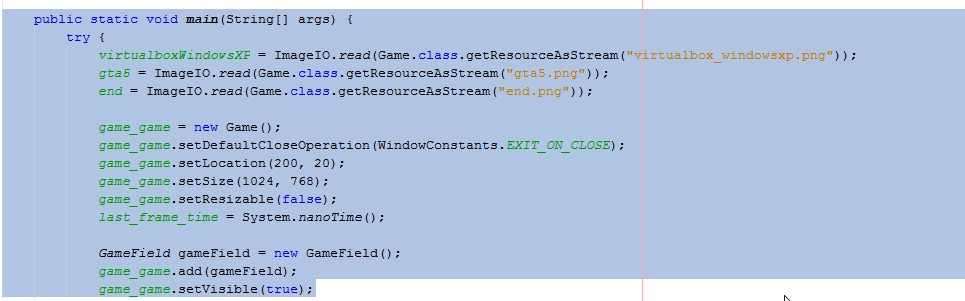 public static void main(String[] args) {
try {
virtualboxWindowsXP = ImageIO.read(Game.class.getResourceAsStream("virtualbox_windowsxp.png"));
gta5 = ImageIO.read(Game.class.getResourceAsStream("gta5.png"));
end = ImageIO.read(Game.class.getResourceAsStream("end.png"));
game_game = new Game();
game_game.setDefaultCloseOperation(WindowConstants.EXIT_ON_CLOSE);
game_game.setLocation(200, 20);
game_game.setSize(1024, 768);
game_game.setResizable(false);
last_frame_time = System.nanoTime();
GameField gameField = new GameField();
game_game.add(gameField);
game_game.setVisible(true);